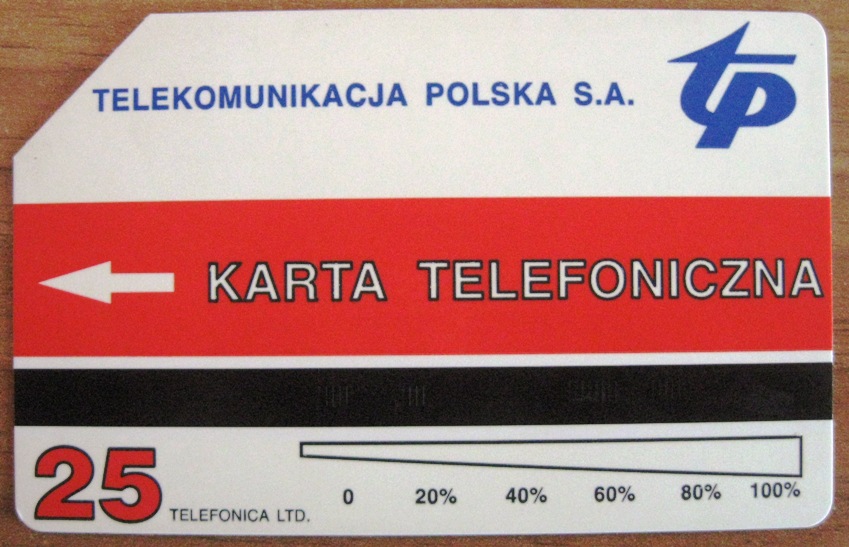 TELEKOMUNIKACJA POLSKA S.A.
tp
KARTA TELEFONICZNA
25
TELEFONICA LTD.
0 20% 40% 60% 80% 100%